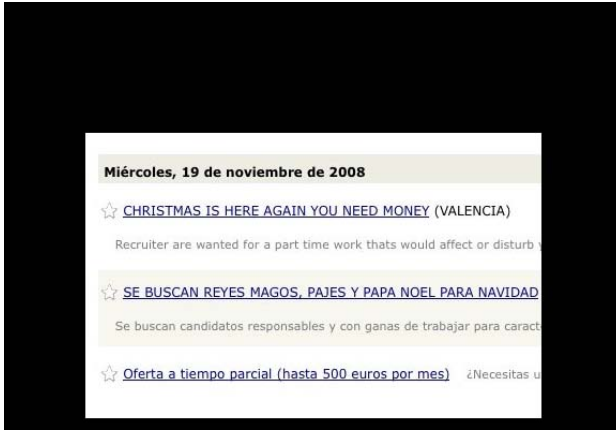 Miércoles, 19 de noviembre de 2008
CHRISTMAS IS HERE AGAIN YOU NEED MONEY (VALENCIA)
Recruiter are wanted for a part time work thats would affect or disturb
SE BUSCAN REYES MAGOS, PAJES Y PAPA NOEL PARA NAVIDAD
Se buscan candidatos responsables y con ganas de trabajar para
Oferta a tiempo parcial (hasta 500 euros por mes) ¿Necesitas